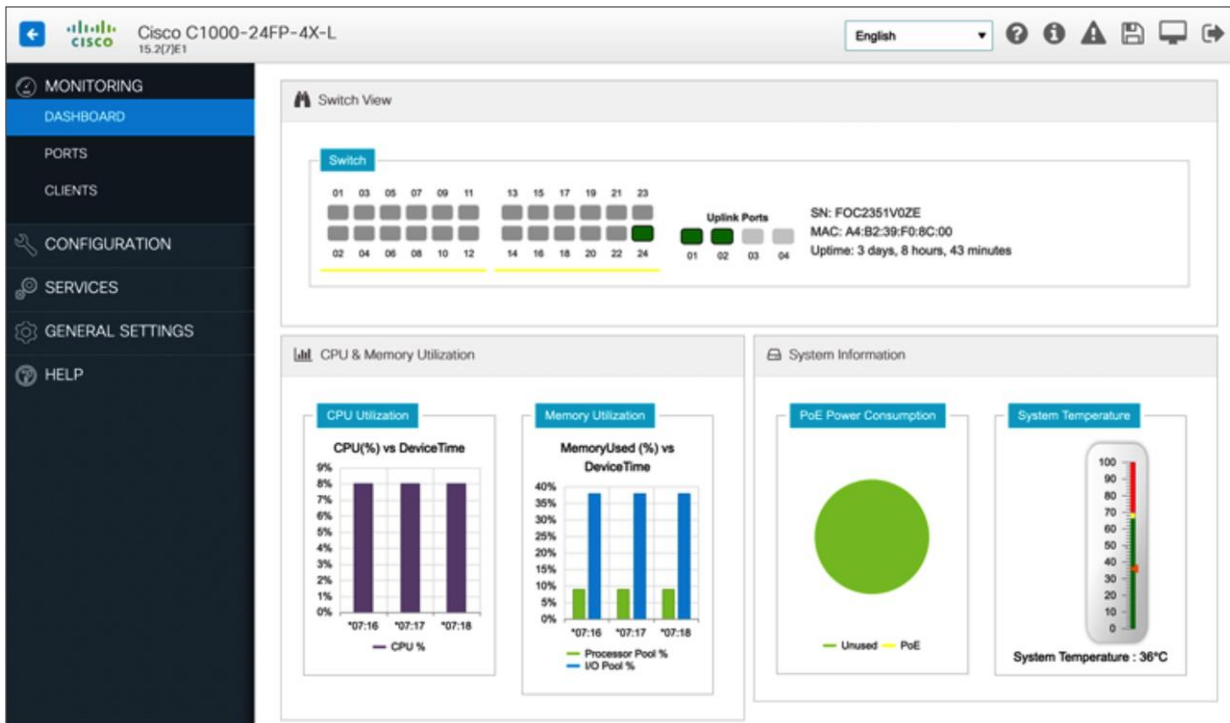 CISCO
Cisco C1000-24FP-4X-L
15.2(7)E1
English
MONITORING
DASHBOARD
PORTS
CLIENTS
CONFIGURATION
SERVICES
GENERAL SETTINGS
HELP
Switch View
Switch
01 03 05 07 09 11 13 15 17 19 21 23
02 04 06 08 10 12 14 16 18 20 22 24
Uplink Ports
01 02 03 04
SN: FOC2351V0ZE
MAC: A4:B2:39:F0:8C:00
Uptime: 3 days, 8 hours, 43 minutes
CPU & Memory Utilization
CPU Utilization
CPU(%) vs DeviceTime
9%
8%
7%
6%
5%
4%
3%
2%
1%
0%
*07:16 *07:17 *07:18
CPU %
Memory Utilization
MemoryUsed (%) vs
DeviceTime
40%
35%
30%
25%
20%
15%
10%
5%
0%
*07:16 *07:17 *07:18
Processor Pool %
I/O Pool %
System Information
PoE Power Consumption
Unused PoE
System Temperature
100
90
80
70
60
50
40
30
20
10
0
System Temperature : 36°C